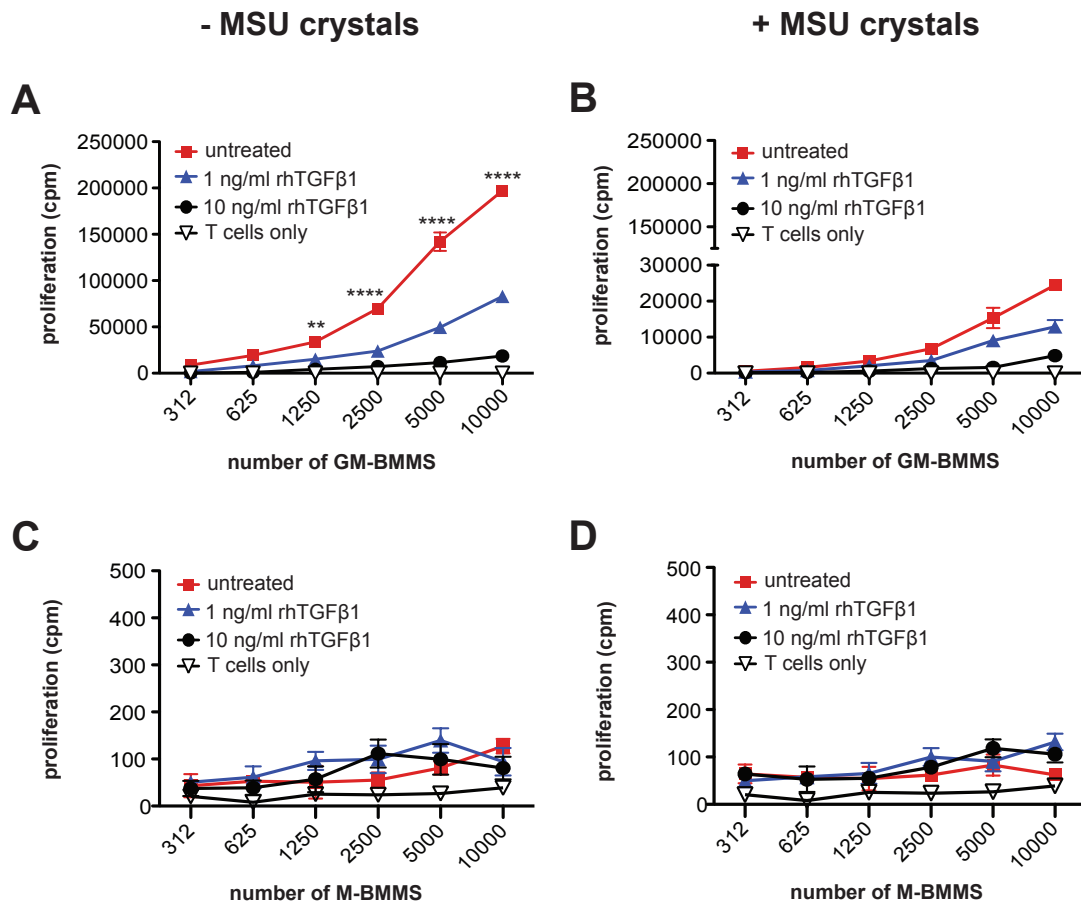 - MSU crystals
+ MSU crystals
A
proliferation (cpm)
250000
200000
150000
100000
50000
0
untreated
1 ng/ml rhTGFβ1
10 ng/ml rhTGFβ1
T cells only
**
****
****
****
312
625
1250
2500
5000
10000
number of GM-BMMS
B
proliferation (cpm)
250000
200000
150000
100000
50000
30000
20000
10000
0
untreated
1 ng/ml rhTGFβ1
10 ng/ml rhTGFβ1
T cells only
312
625
1250
2500
5000
10000
number of GM-BMMS
C
proliferation (cpm)
500
400
300
200
100
0
untreated
1 ng/ml rhTGFβ1
10 ng/ml rhTGFβ1
T cells only
312
625
1250
2500
5000
10000
number of M-BMMS
D
proliferation (cpm)
500
400
300
200
100
0
untreated
1 ng/ml rhTGFβ1
10 ng/ml rhTGFβ1
T cells only
312
625
1250
2500
5000
10000
number of M-BMMS